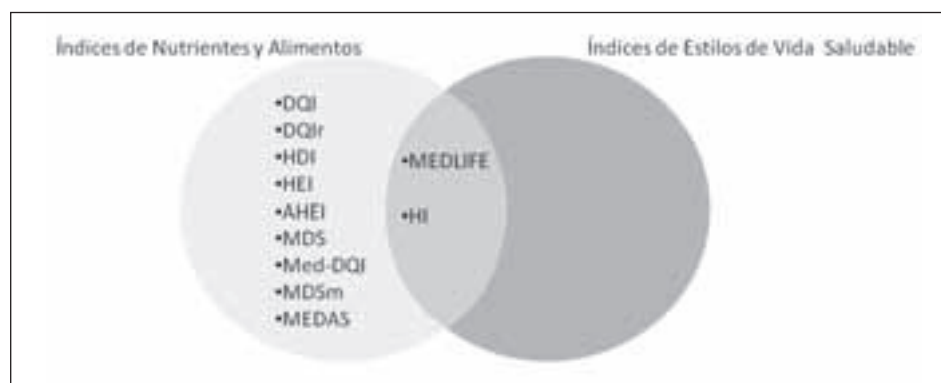 Índices de Nutrientes y Alimentos
Índices de Estilos de Vida Saludable
•DQI
•DQIr
•HDI
•HEI
•AHEI
•MDS
•Med-DQI
•MDSm
•MEDAS
•MEDLIFE
•HI